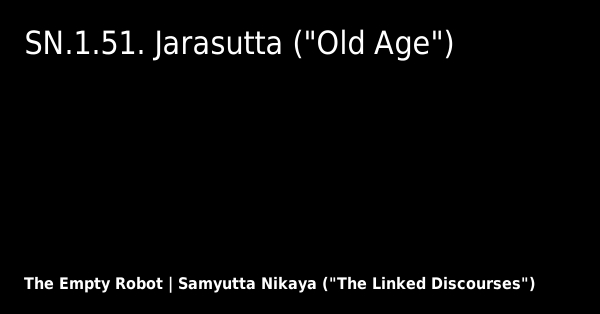 SN.1.51. Jarasutta ("Old Age")
The Empty Robot | Samyutta Nikaya ("The Linked Discourses")